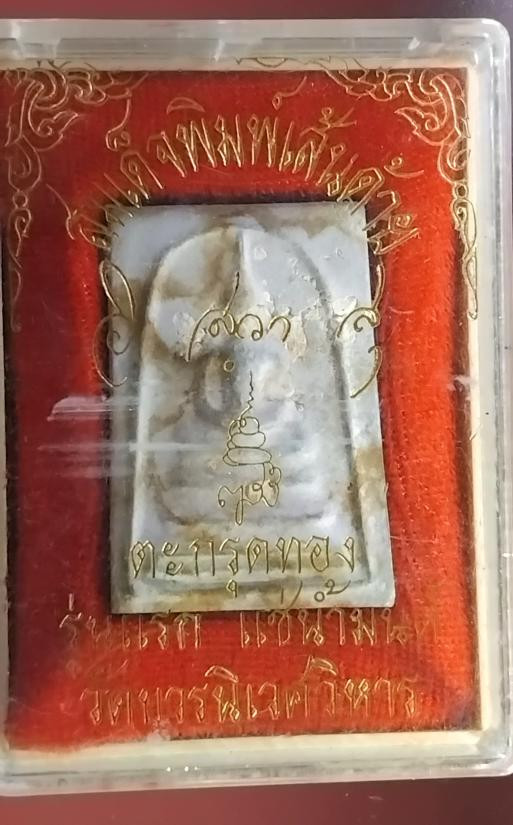 สมเด็จพิมพ์เส้นด้าย
ตะกรุดทอง
รุ่นแรก แช่น้ำมนต์
วัดบวรนิเวศวิหาร